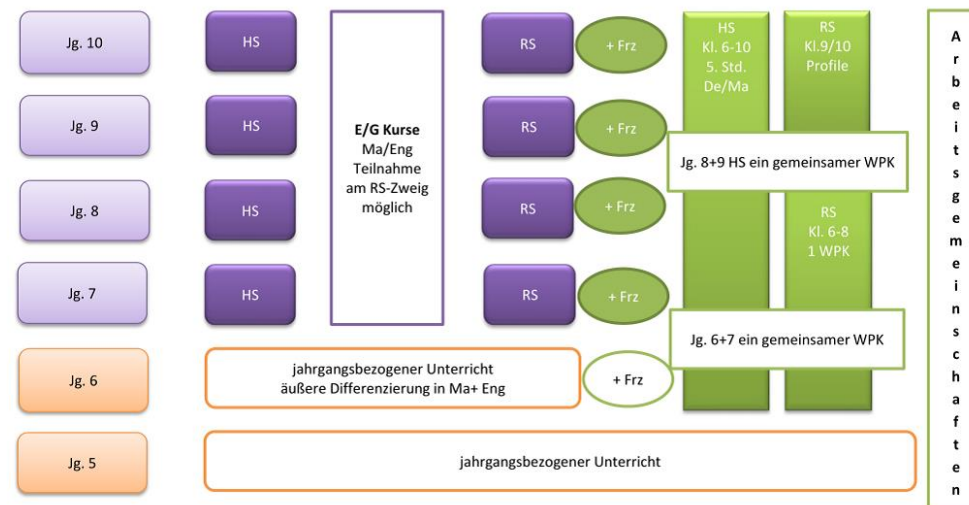 Jg. 10
HS
RS
+ Frz
HS
Kl. 6-10
5. Std.
De/Ma
RS
Kl.9/10
Profile
Jg. 9
HS
E/G Kurse
Ma/Eng
Teilnahme
am RS-Zweig
möglich
RS
+ Frz
Jg. 8+9 HS ein gemeinsamer WPK
Jg. 8
HS
RS
+ Frz
RS
Kl. 6-8
1 WPK
Jg. 7
HS
RS
+ Frz
Jg. 6+7 ein gemeinsamer WPK
Jg. 6
jahrgangsbezogener Unterricht
äußere Differenzierung in Ma+ Eng
+ Frz
Jg. 5
jahrgangsbezogener Unterricht
Arbeitsgemeinschaften